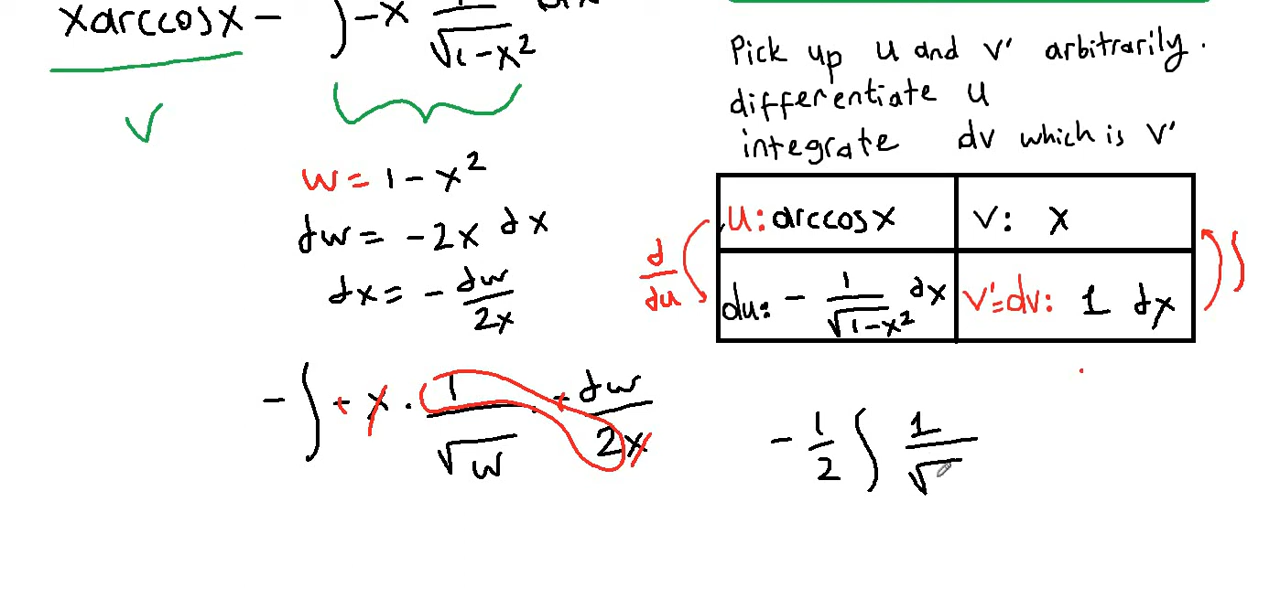 xarccosx - ∫-x 1/√(1-x²) dx
v
w = 1-x²
dw = -2x dx
dx = - dw/2x
-∫ + x · 1/√w · + dw/2x
Pick up u and v' arbitrarily.
differentiate u
integrate dv which is v'
u: arccosx
v: x
d/du
du: - 1/√(1-x²) dx
v'=dv: 1 dx
∫
-1/2 ∫ 1/√